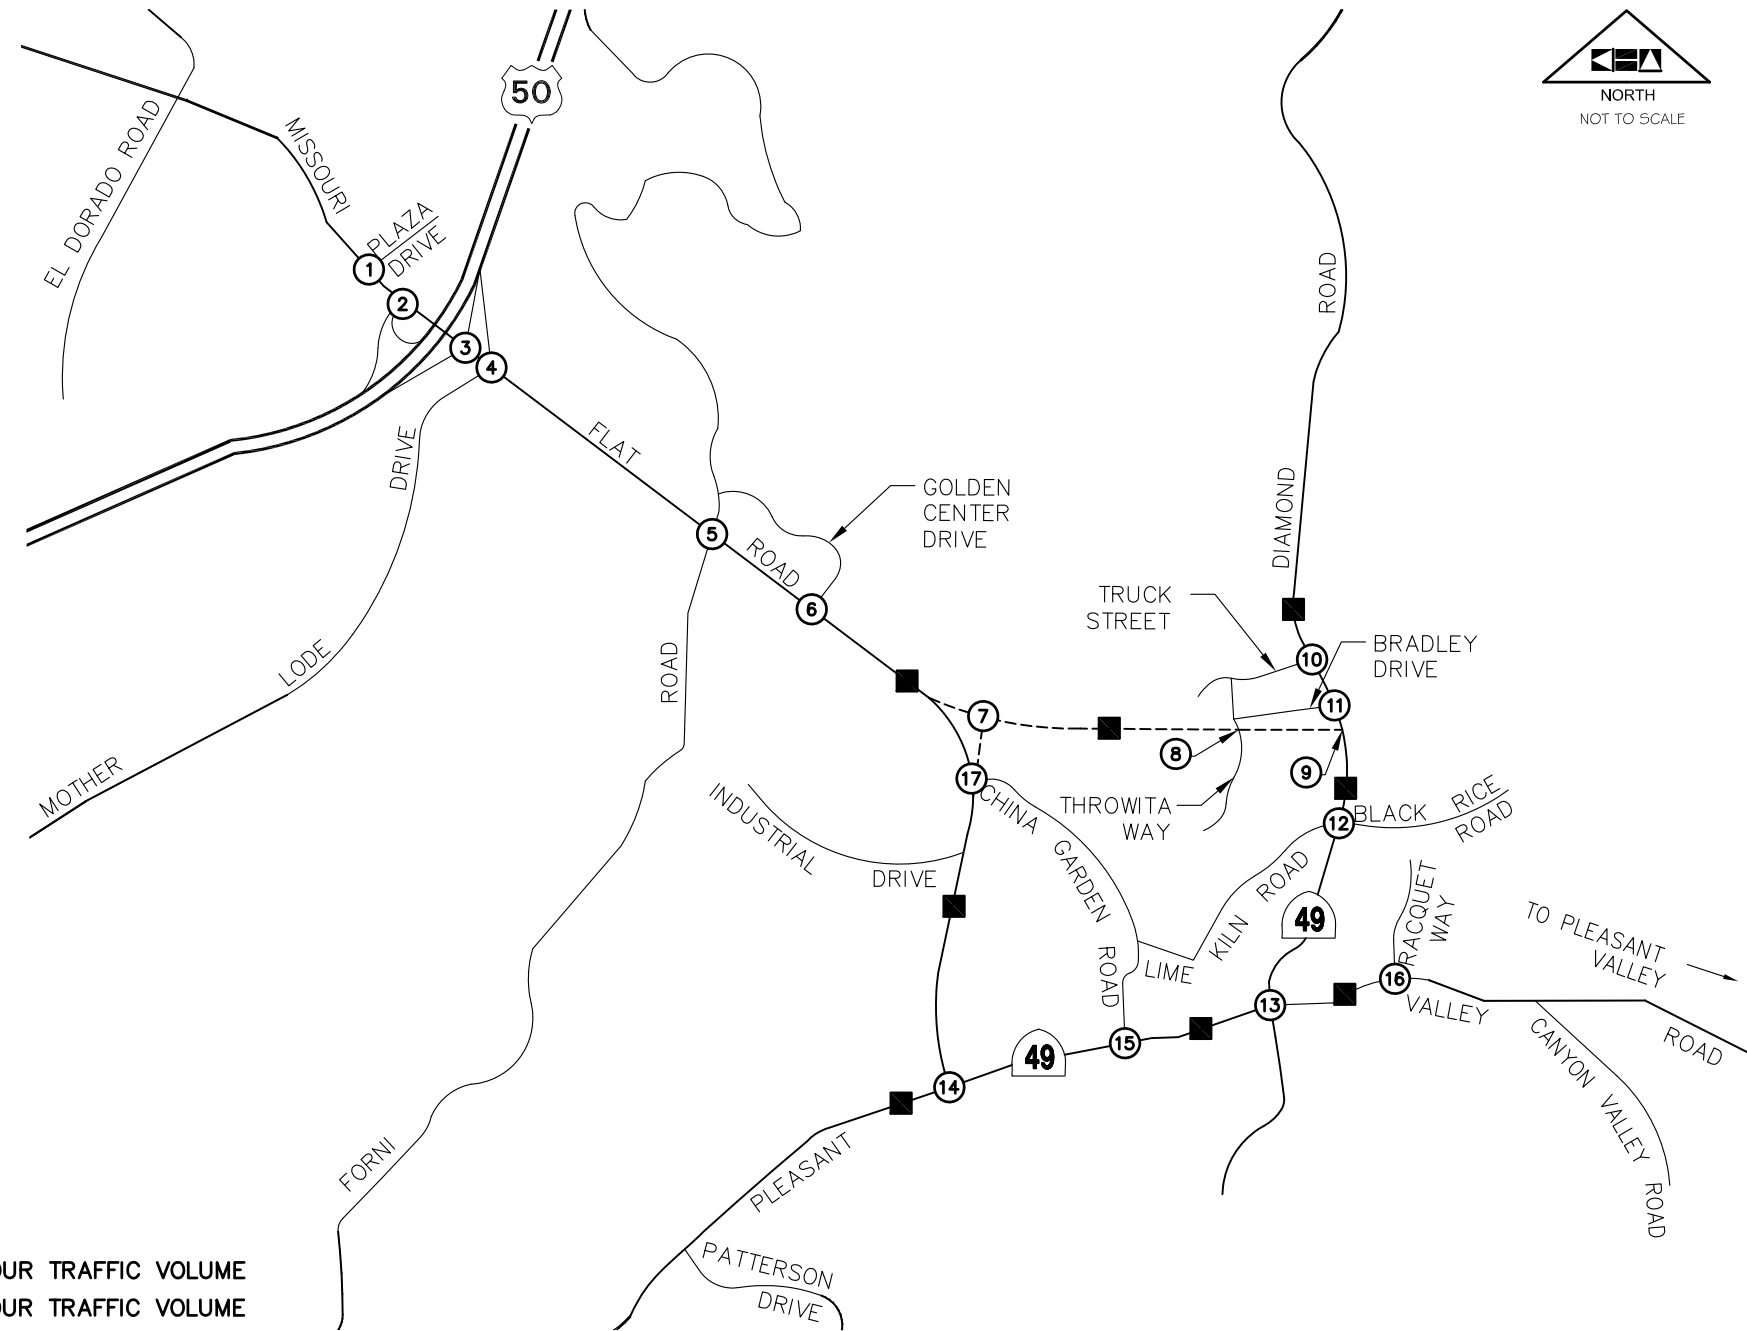 50
NORTH
NOT TO SCALE
EL DORADO ROAD
MISSOURI
PLAZA
DRIVE
1
2
3
4
FLAT
DRIVE
GOLDEN
CENTER
DRIVE
5
ROAD
6
ROAD
DIAMOND
TRUCK
STREET
BRADLEY
DRIVE
10
11
LODE
ROAD
MOTHER
7
8
9
17
THROWITA
WAY
INDUSTRIAL
DRIVE
CHINA
GARDEN
ROAD
12
BLACK
RICE
ROAD
LIME
KILN
ROAD
49
RACQUET
WAY
TO PLEASANT
VALLEY
16
13
VALLEY
ROAD
CANYON
VALLEY
ROAD
15
49
14
FORNI
PLEASANT
PATTERSON
DRIVE
OUR TRAFFIC VOLUME
OUR TRAFFIC VOLUME